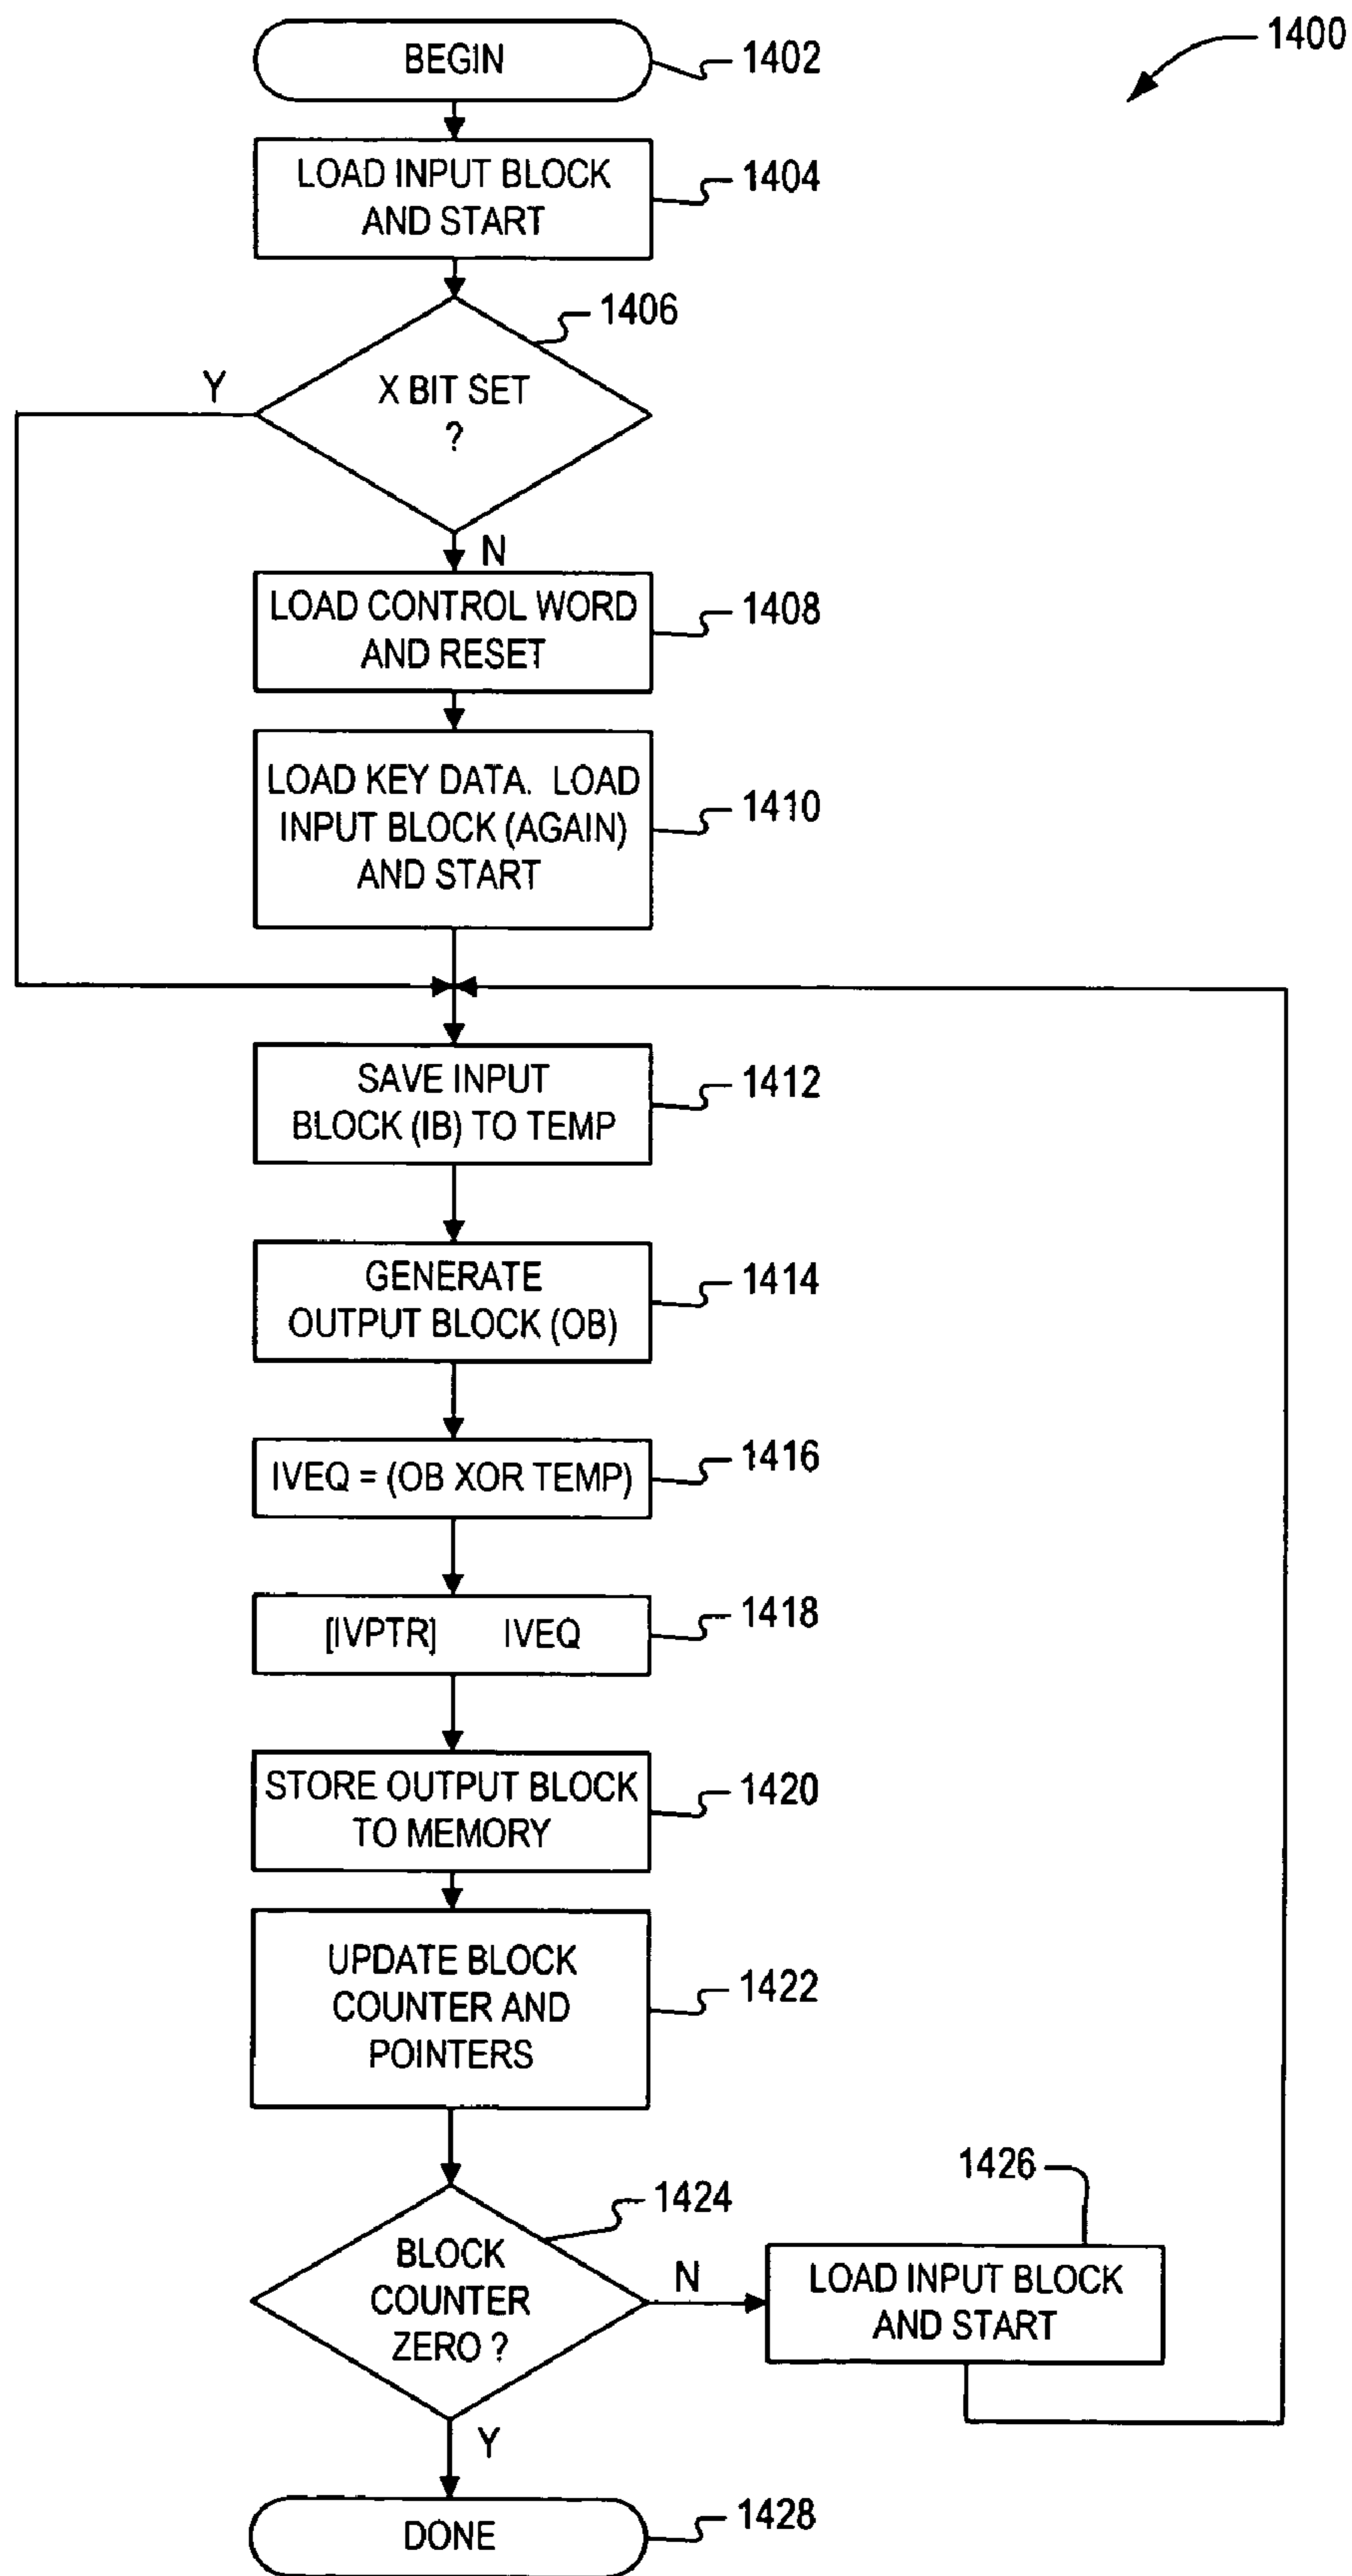 1400
BEGIN
1402
LOAD INPUT BLOCK
AND START
1404
1406
X BIT SET
?
Y
N
LOAD CONTROL WORD
AND RESET
1408
LOAD KEY DATA. LOAD
INPUT BLOCK (AGAIN)
AND START
1410
SAVE INPUT
BLOCK (IB) TO TEMP
1412
GENERATE
OUTPUT BLOCK (OB)
1414
IVEQ = (OB XOR TEMP)
1416
[IVPTR] IVEQ
1418
STORE OUTPUT BLOCK
TO MEMORY
1420
UPDATE BLOCK
COUNTER AND
POINTERS
1422
1424
BLOCK
COUNTER
ZERO ?
N
1426
LOAD INPUT BLOCK
AND START
Y
DONE
1428